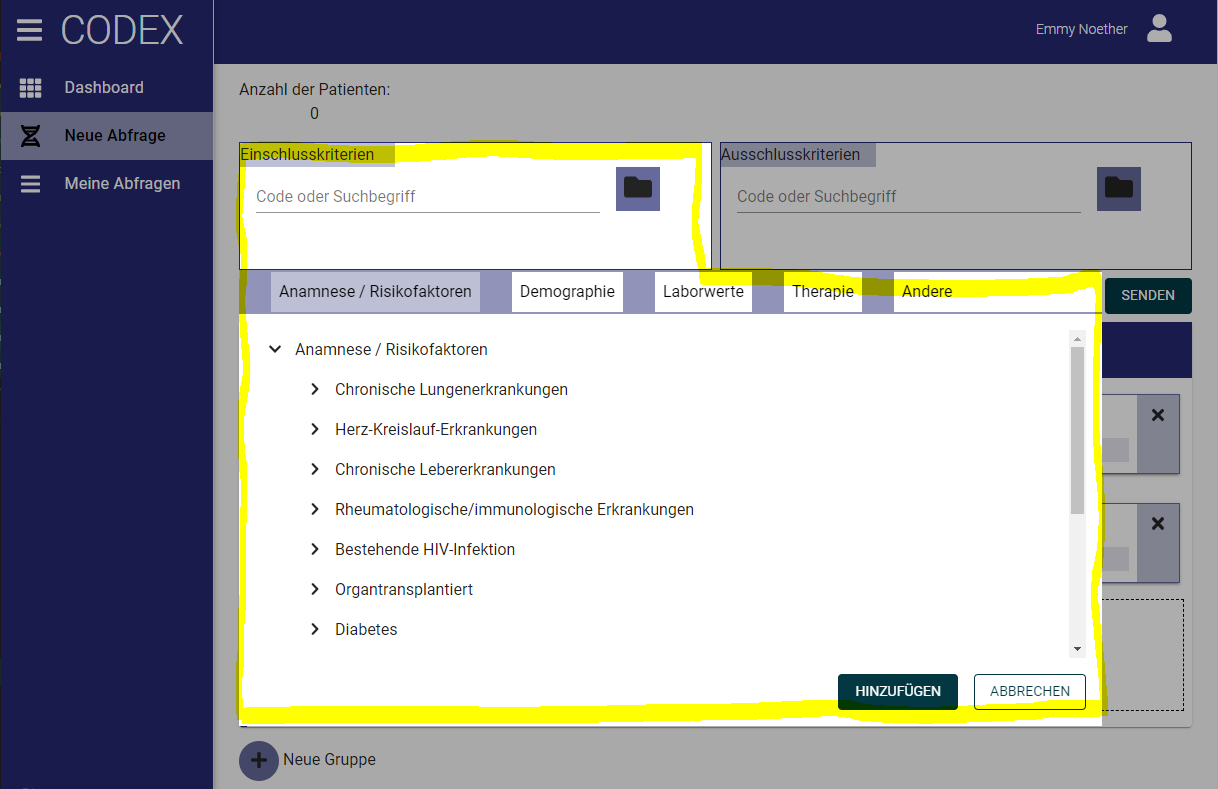 CODEX
Emmy Noether
Dashboard
Neue Abfrage
Meine Abfragen
Anzahl der Patienten:
0
Einschlusskriterien
Code oder Suchbegriff
Ausschlusskriterien
Code oder Suchbegriff
Anamnese / Risikofaktoren
Demographie
Laborwerte
Therapie
Andere
SENDEN
Anamnese / Risikofaktoren
Chronische Lungenerkrankungen
Herz-Kreislauf-Erkrankungen
Chronische Lebererkrankungen
Rheumatologische/immunologische Erkrankungen
Bestehende HIV-Infektion
Organtransplantiert
Diabetes
HINZUFÜGEN
ABBRECHEN
Neue Gruppe